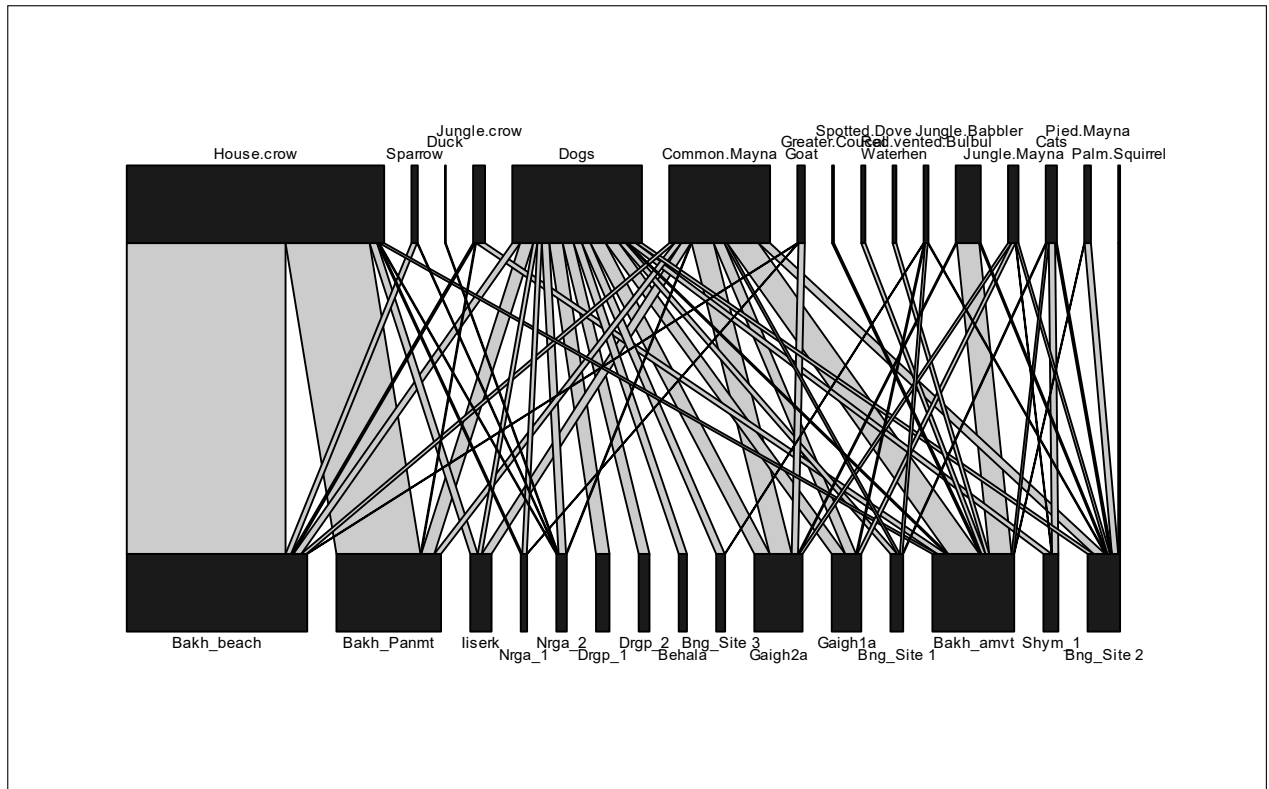 Spotted.Dove Jungle.Babbler
Jungle.crow Pied.Mayna
Duck Greater.Coucal Red.vented.Bulbul Cats
House.crow Sparrow Dogs Common.Mayna Goat Waterhen Jungle.Mayna Palm.Squirrel
Bakh_beach Bakh_Panmt Iiserk Nrga_2 Drgp_2 Bng_Site 3 Gaigh1a Bakh_amvt Shym_1
Nrga_1 Drgp_1 Behala Gaigh2a Bng_Site 1 Bng_Site 2